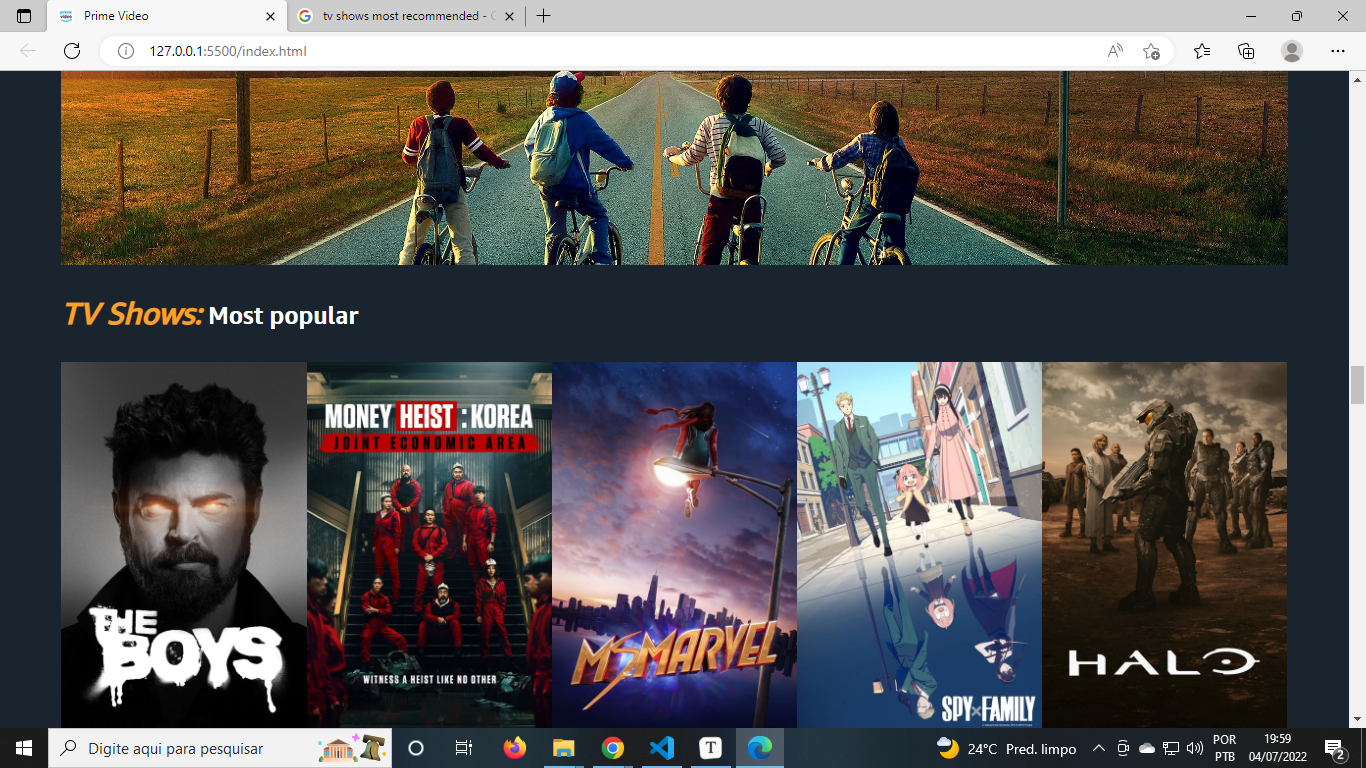 Prime Video
tv shows most recommended - G
127.0.0.1:5500/index.html
TV Shows: Most popular
THE BOYS
MONEY HEIST : KOREA
JOINT ECONOMIC AREA
WITNESS A HEIST LIKE NO OTHER
MS MARVEL
SPY×FAMILY
HALO
Digite aqui para pesquisar
T
24°C Pred. limpo
POR
PTB
19:59
04/07/2022
2